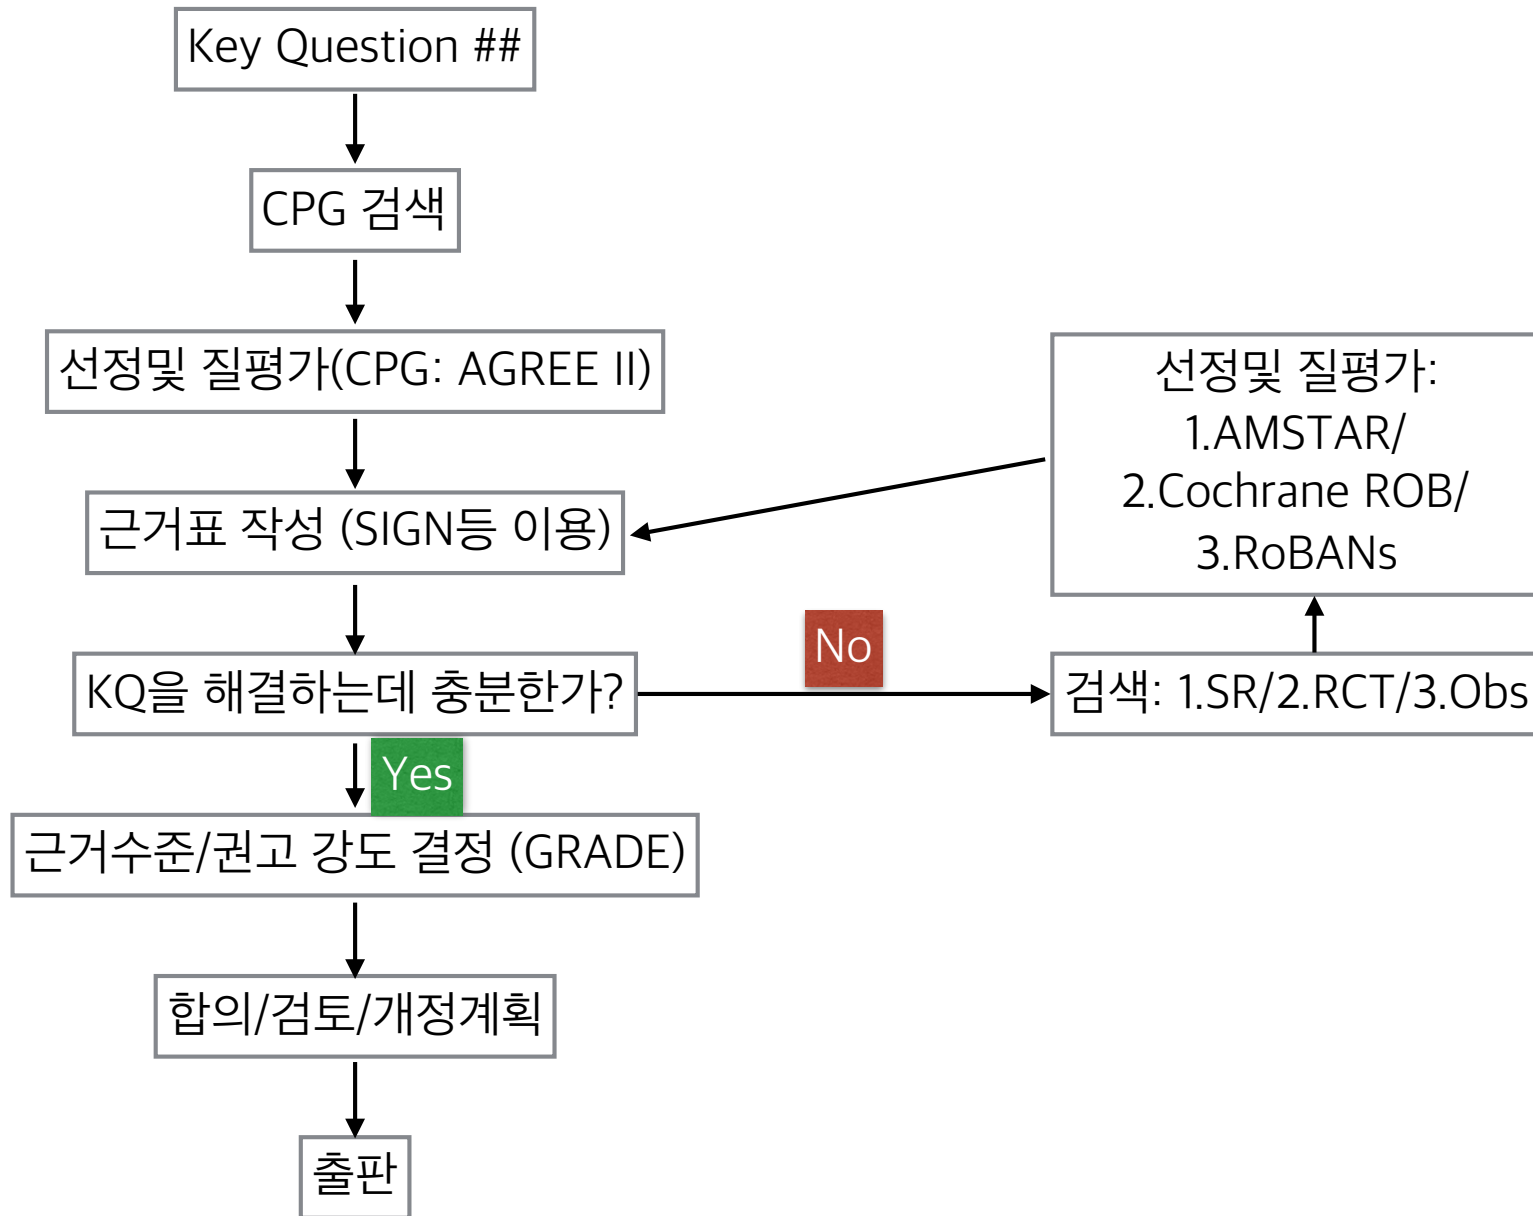 Key Question ##
CPG 검색
선정및 질평가(CPG: AGREE II)
근거표 작성 (SIGN등 이용)
KQ을 해결하는데 충분한가?
No
검색: 1.SR/2.RCT/3.Obs
선정및 질평가:
1.AMSTAR/
2.Cochrane ROB/
3.RoBANs
Yes
근거수준/권고 강도 결정 (GRADE)
합의/검토/개정계획
출판